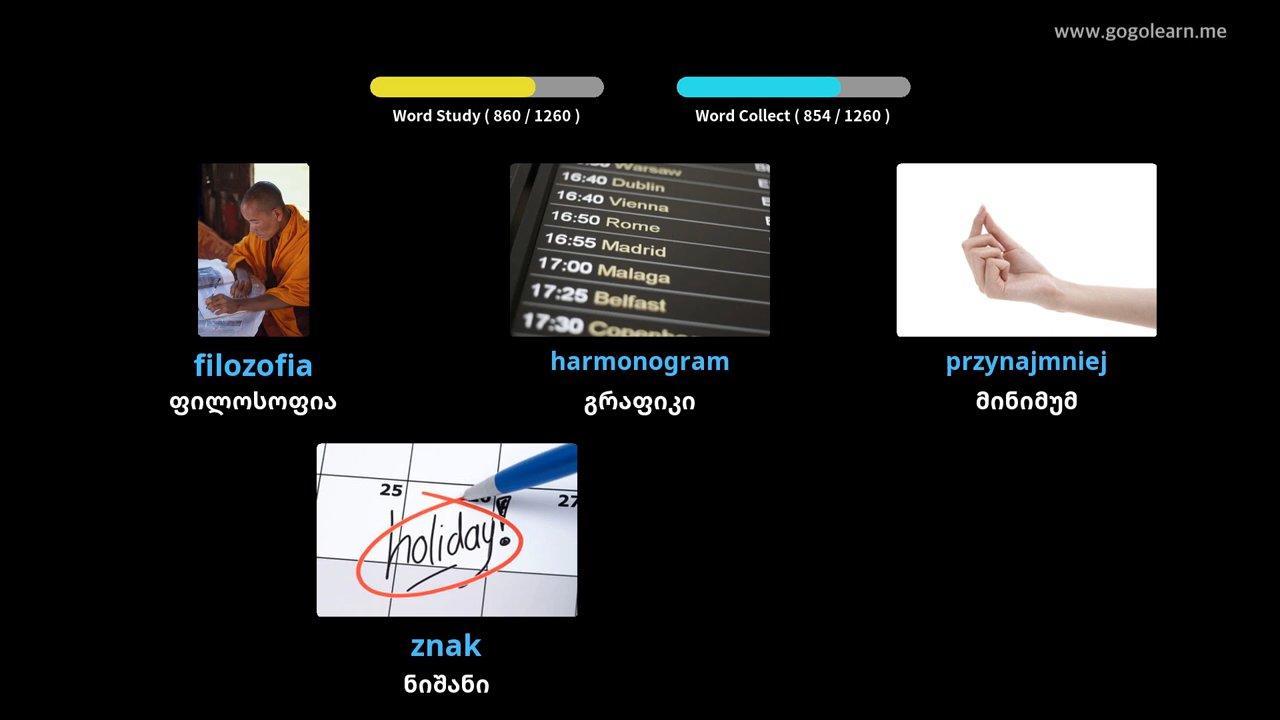 www.gogolearn.me
Word Study ( 860 / 1260 )
Word Collect ( 854 / 1260 )
Warsaw
16:40 Dublin
16:40 Vienna
16:50 Rome
16:55 Madrid
17:00 Malaga
17:25 Belfast
17:30
filozofia
ფილოსოფია
harmonogram
გრაფიკი
przynajmniej
მინიმუმ
25
27
holiday!
znak
ნიშანი